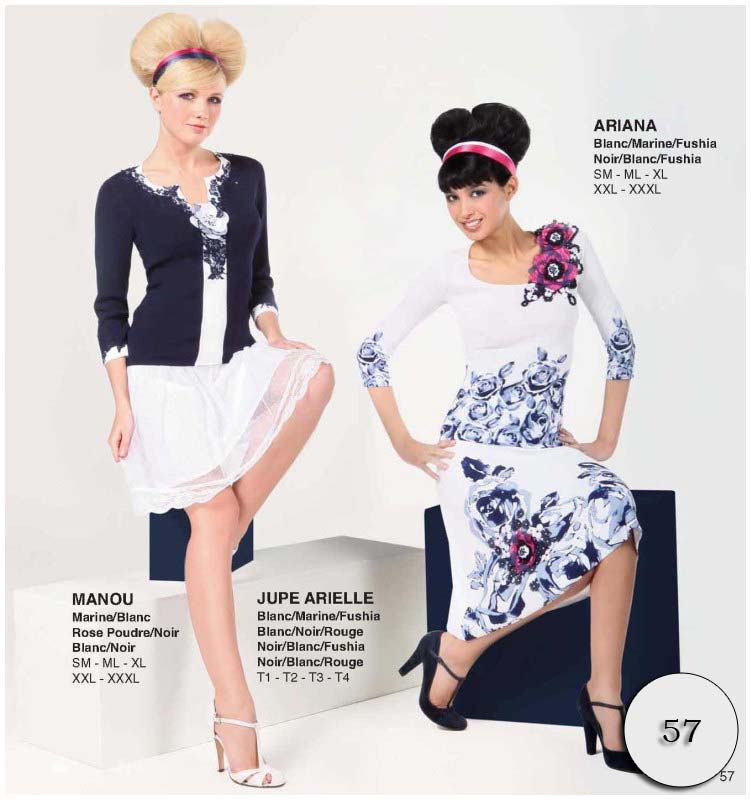 ARIANA
Blanc/Marine/Fushia
Noir/Blanc/Fushia
SM - ML - XL
XXL - XXXL
MANOU
Marine/Blanc
Rose Poudre/Noir
Blanc/Noir
SM - ML - XL
XXL - XXXL
JUPE ARIELLE
Blanc/Marine/Fushia
Blanc/Noir/Rouge
Noir/Blanc/Fushia
Noir/Blanc/Rouge
T1 - T2 - T3 - T4
57
57